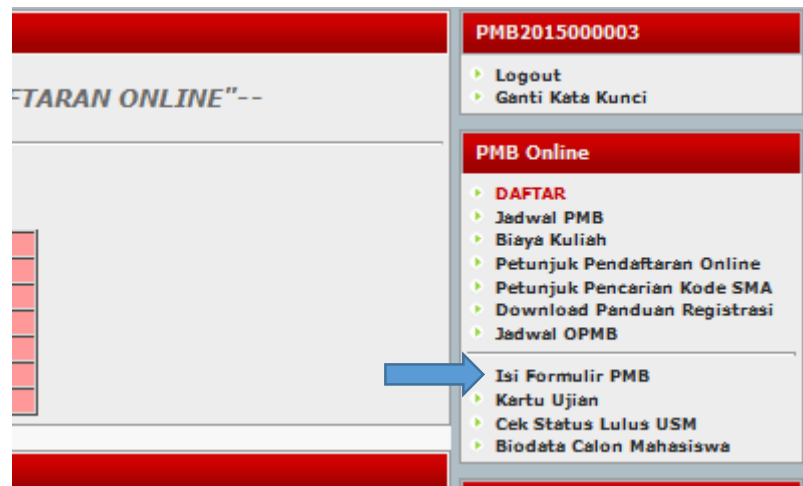 FTARAN ONLINE"--
PMB2015000003
Logout
Ganti Kata Kunci
PMB Online
DAFTAR
Jadwal PMB
Biaya Kuliah
Petunjuk Pendaftaran Online
Petunjuk Pencarian Kode SMA
Download Panduan Registrasi
Jadwal OPMB
Isi Formulir PMB
Kartu Ujian
Cek Status Lulus USM
Biodata Calon Mahasiswa